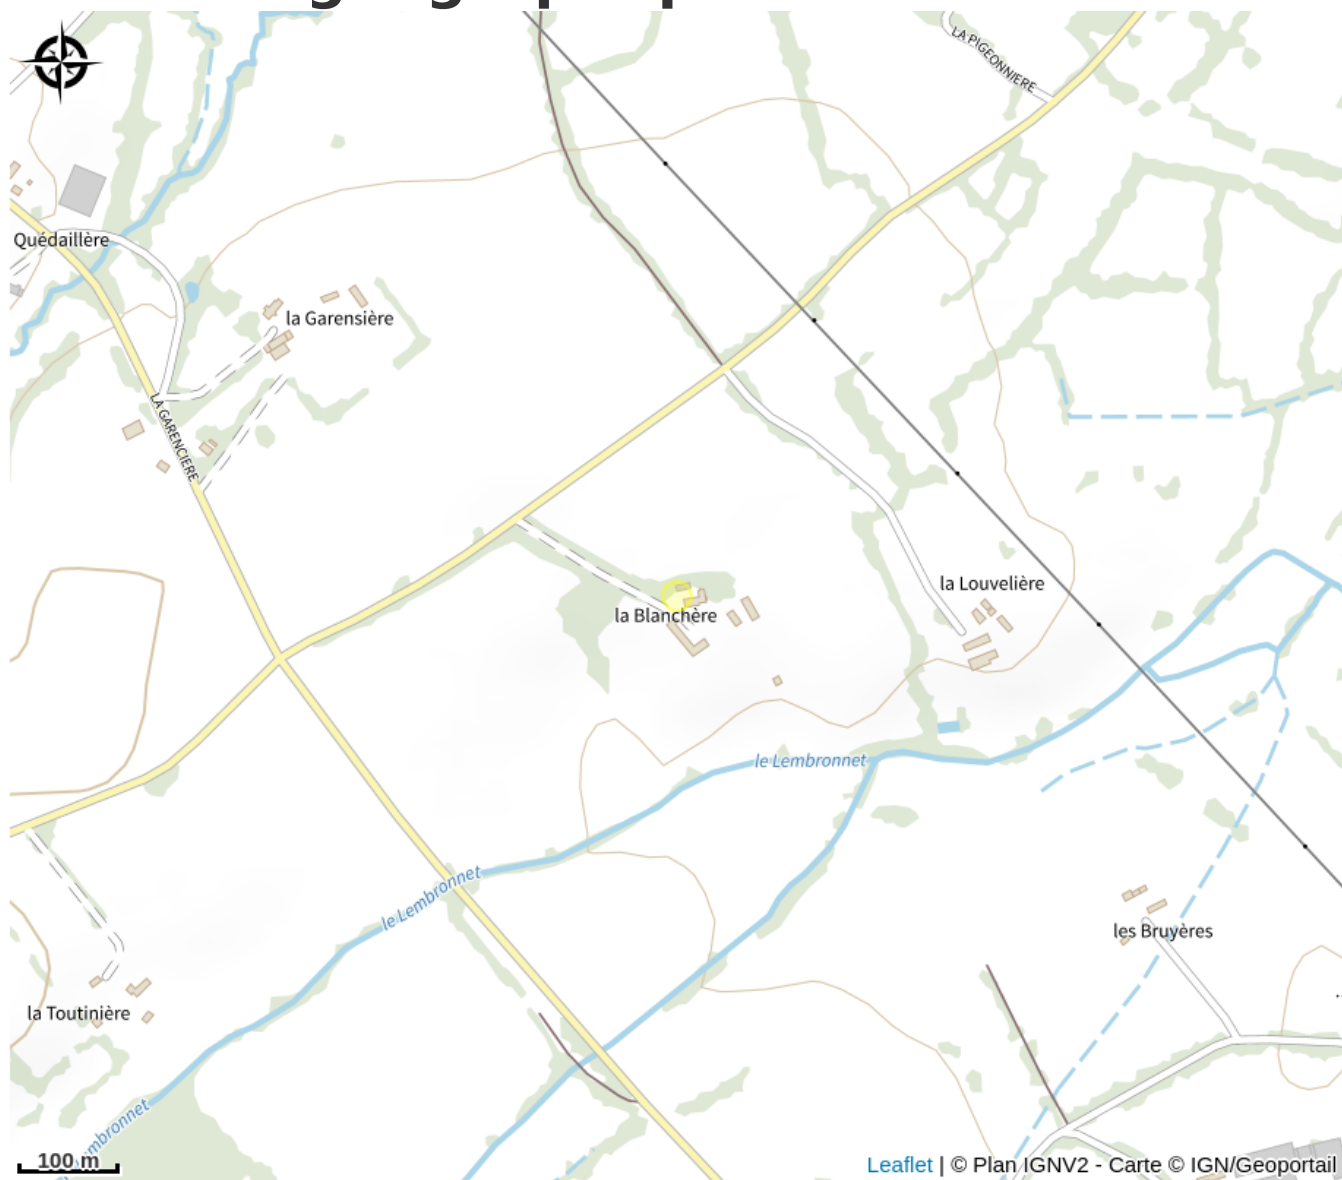 LA PIGEONNIERE
Quédaillère
la Garensière
LA GARENCIERE
la Louvelière
la Blanchère
le Lembronnet
le Lembronnet
les Bruyères
la Toutinière
mbronnet
100 m
Leaflet | © Plan IGNV2 - Carte © IGN/Geoportail